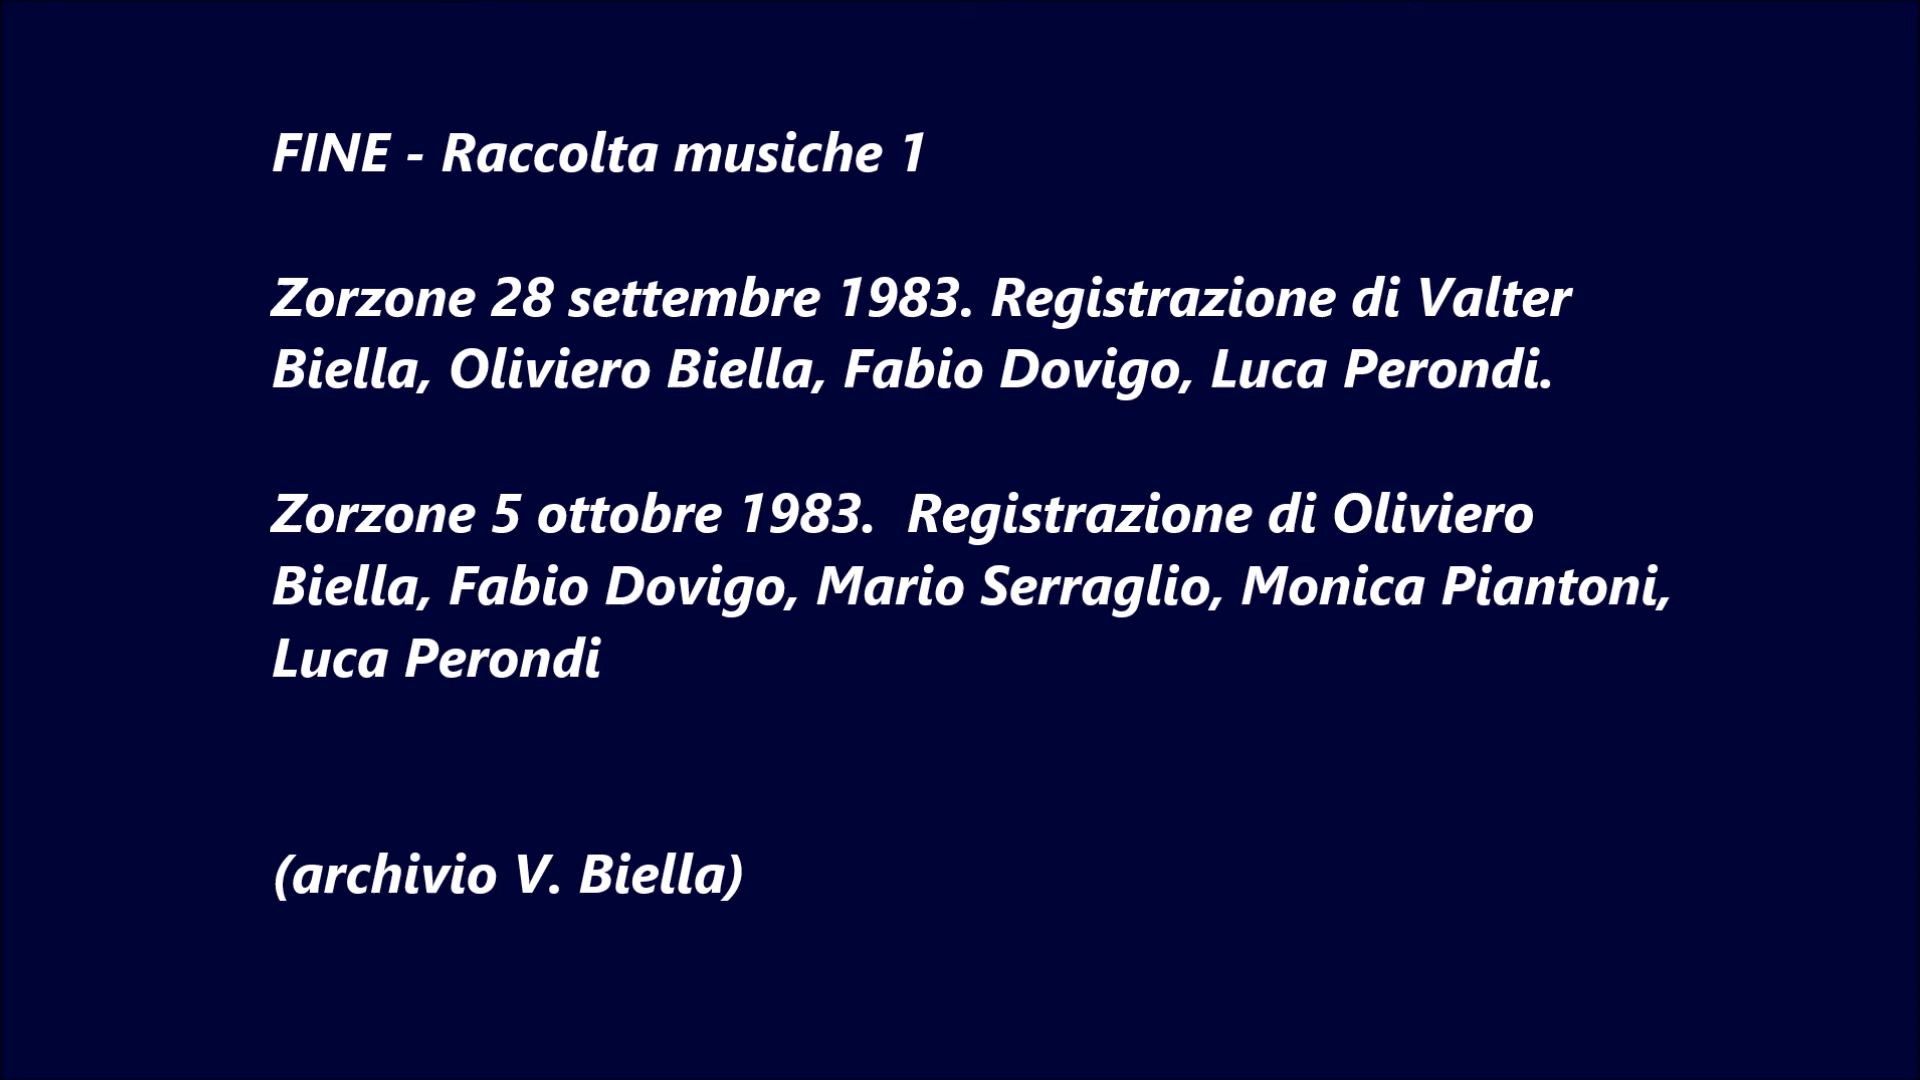 FINE - Raccolta musiche 1
Zorzone 28 settembre 1983. Registrazione di Valter
Biella, Oliviero Biella, Fabio Dovigo, Luca Perondi.
Zorzone 5 ottobre 1983.  Registrazione di Oliviero
Biella, Fabio Dovigo, Mario Serraglio, Monica Piantoni,
Luca Perondi
(archivio V. Biella)